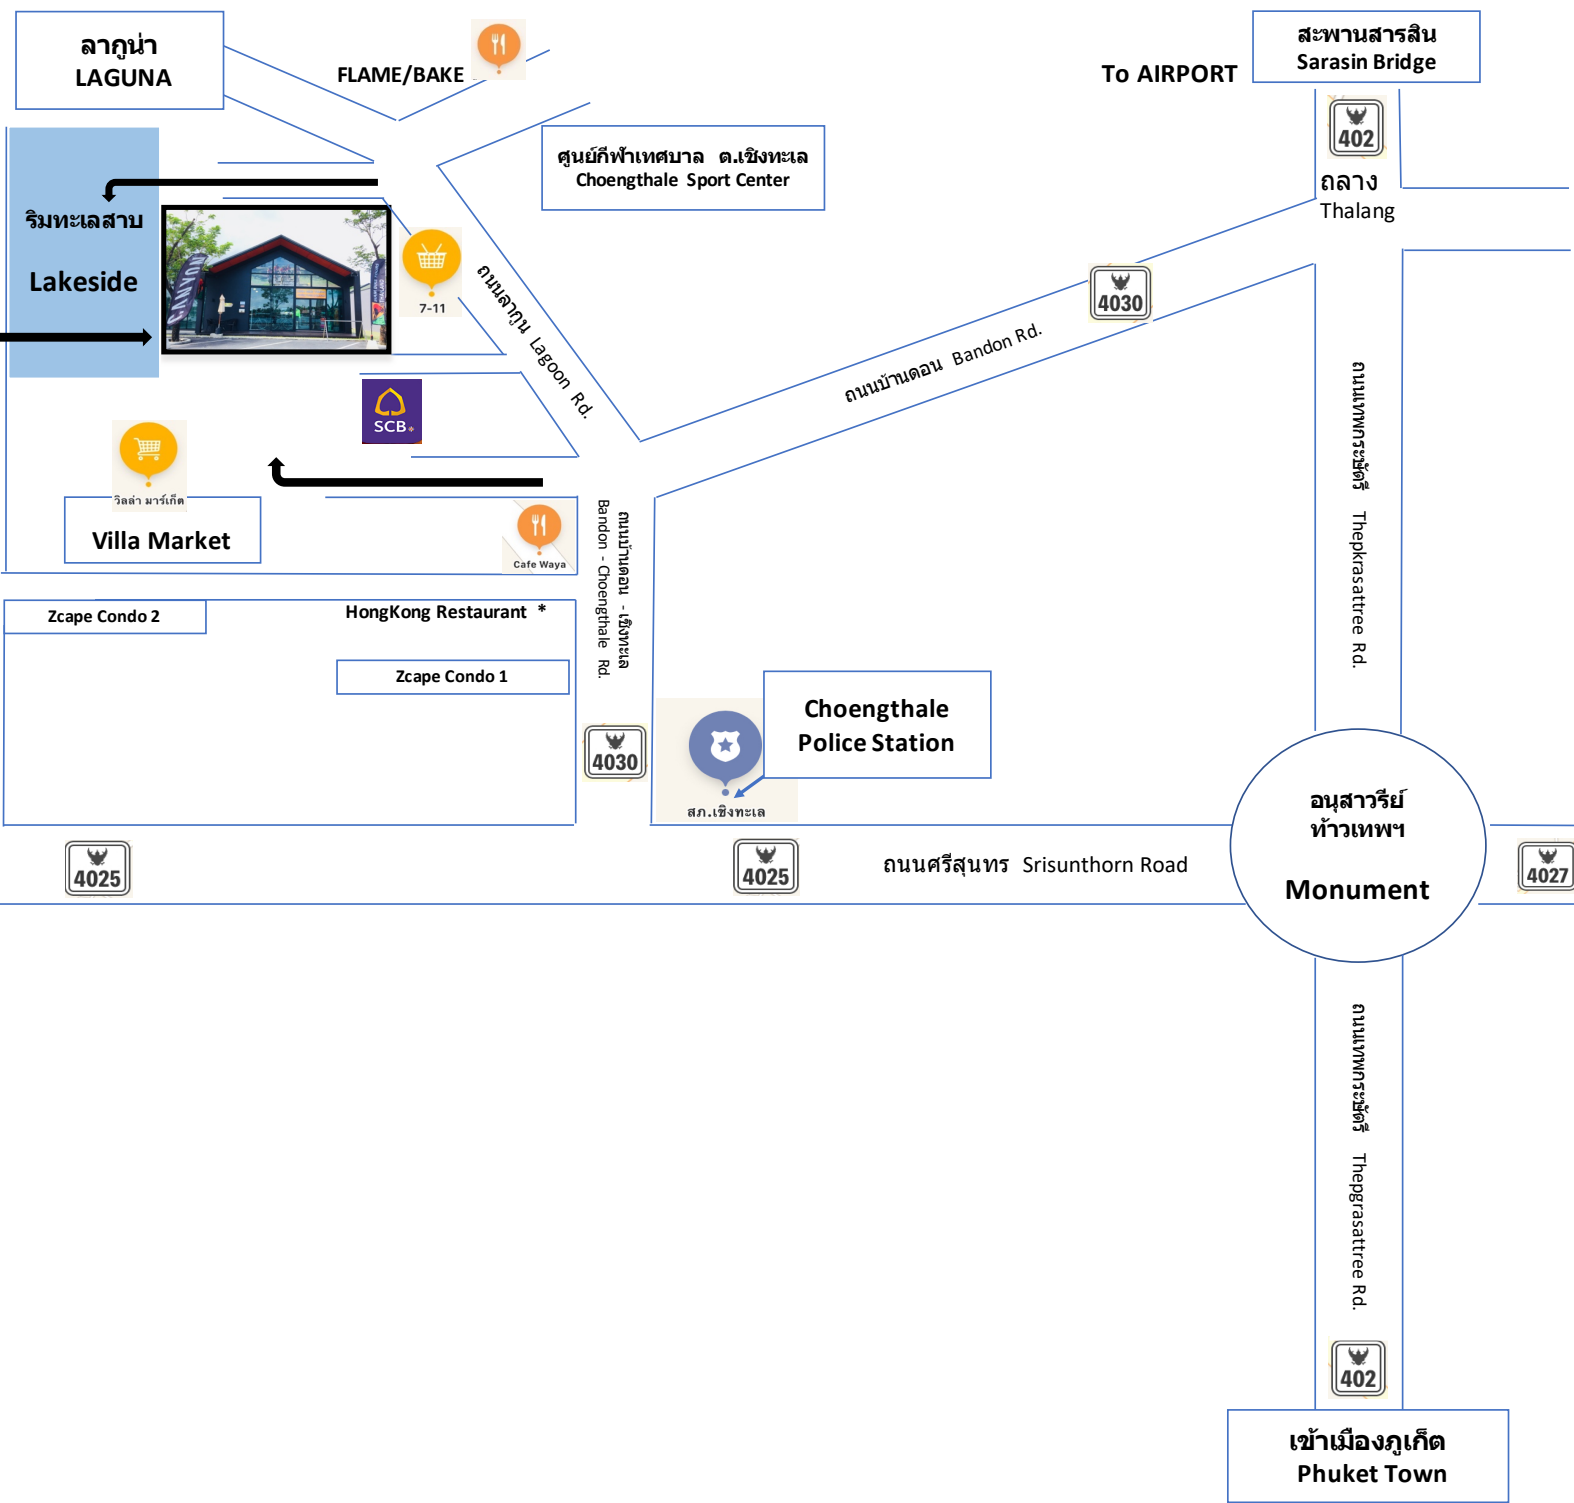 ลากูน่า
LAGUNA
FLAME/BAKE
To AIRPORT
สะพานสารสิน
Sarasin Bridge
402
ถลาง
Thalang
ศูนย์กีฬาเทศบาล ต.เชิงทะเล
Choengthale Sport Center
ริมทะเลสาบ
Lakeside
7-11
ถนนลากูน Lagoon Rd.
4030
ถนนบ้านดอน Bandon Rd.
SCB
วิลล่า มาร์เก็ต
Villa Market
Cafe Waya
ถนนบ้านดอน - เชิงทะเล
Bandon - Choengthale Rd.
ถนนเทพกระษัตรี Thepkrasattree Rd.
Zcape Condo 2
HongKong Restaurant *
Zcape Condo 1
4030
Choengthale
Police Station
สภ.เชิงทะเล
4025
4025
ถนนศรีสุนทร Srisunthorn Road
อนุสาวรีย์
ท้าวเทพฯ
Monument
4027
ถนนเทพกระษัตรี Thepgrasattree Rd.
402
เข้าเมืองภูเก็ต
Phuket Town